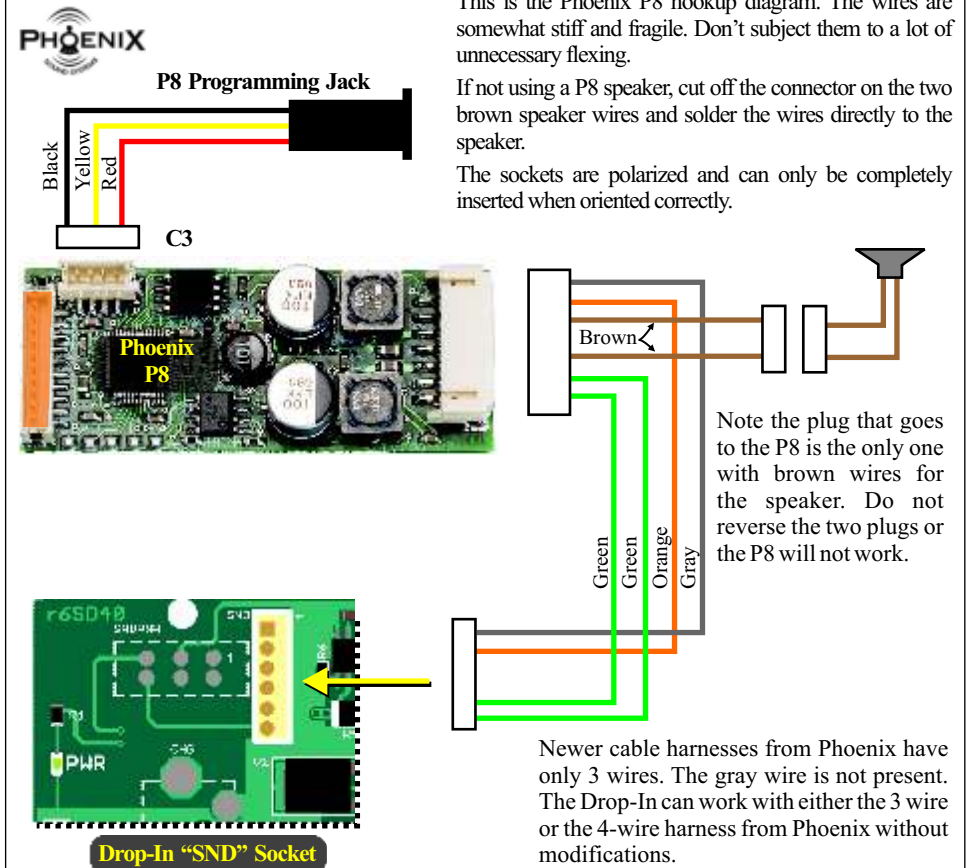 This is the Phoenix P8 hookup diagram. The wires are
somewhat stiff and fragile. Don’t subject them to a lot of
unnecessary flexing.
If not using a P8 speaker, cut off the connector on the two
brown speaker wires and solder the wires directly to the
speaker.
The sockets are polarized and can only be completely
inserted when oriented correctly.
PHOENIX
SOUND SYSTEMS
P8 Programming Jack
Black
Yellow
Red
C3
Phoenix
P8
Brown
Note the plug that goes
to the P8 is the only one
with brown wires for
the speaker. Do not
reverse the two plugs or
the P8 will not work.
Green
Green
Orange
Gray
r6SD40
1
R6
PWR
Newer cable harnesses from Phoenix have
only 3 wires. The gray wire is not present.
The Drop-In can work with either the 3 wire
or the 4-wire harness from Phoenix without
modifications.
Drop-In “SND” Socket